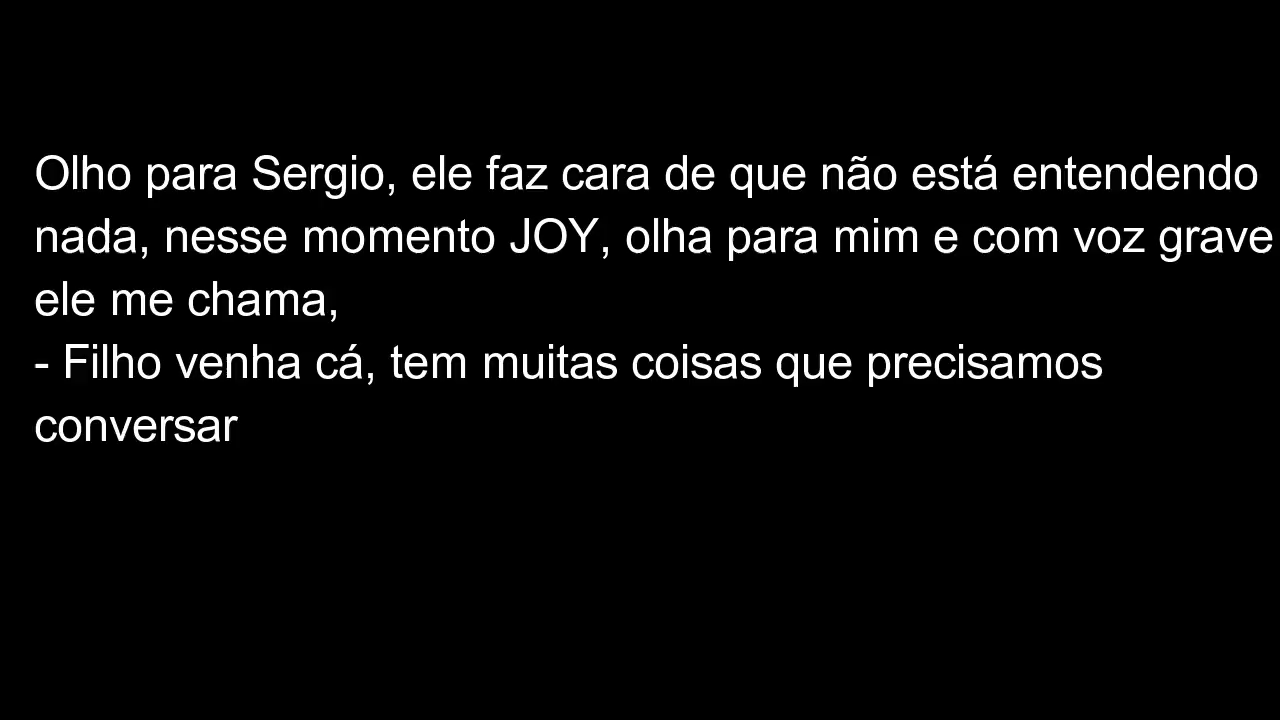 Olho para Sergio, ele faz cara de que não está entendendo
nada, nesse momento JOY, olha para mim e com voz grave
ele me chama,
- Filho venha cá, tem muitas coisas que precisamos
conversar